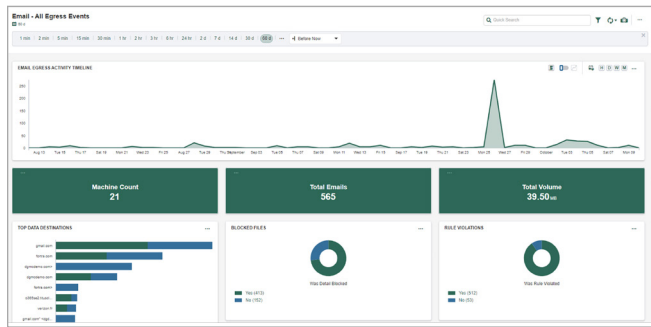 Email - All Egress Events
60 d
Quick Search
1 min 2 min 5 min 15 min 30 min 1 hr 2 hr 3 hr 8 hr 24 hr 2 d 7 d 14 d 30 d 60 d ... Before Now
EMAIL EGRESS ACTIVITY TIMELINE
H D W M ...
250
200
150
100
50
0
Aug 13 Tue 15 Thu 17 Sat 19 Mon 21 Wed 23 Fri 25 Aug 27 Tue 29 Thu September Sep 03 Tue 05 Thu 07 Sat 09 Mon 11 Wed 13 Fri 15 Sep 17 Tue 19 Thu 21 Sat 23 Mon 25 Wed 27 Fri 29 October Tue 03 Thu 05 Sat 07 Mon 09
Machine Count
21
Total Emails
565
Total Volume
39.50 MB
TOP DATA DESTINATIONS
BLOCKED FILES
RULE VIOLATIONS
gmail.com
Was Detail Blocked
Was Rule Violated
Yes (413)
No (152)
Yes (512)
No (53)